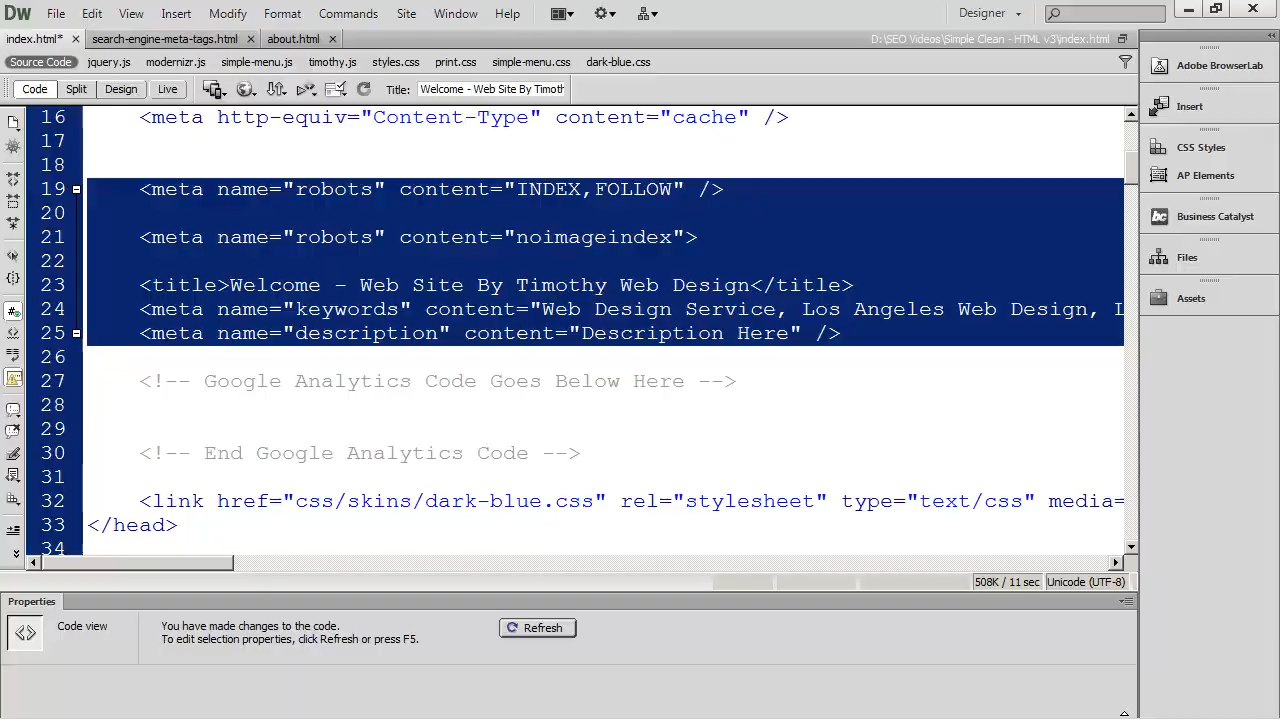 Dw File Edit View Insert Modify Format Commands Site Window Help Designer
index.html* × search-engine-meta-tags.html × about.html × D:\SEO Videos\Simple Clean - HTML v3\index.html
Source Code jquery.js modernizr.js simple-menu.js timothy.js styles.css print.css simple-menu.css dark-blue.css
Code Split Design Live Title: Welcome - Web Site By Timoth
16 <meta http-equiv="Content-Type" content="cache" />
17
18
19 <meta name="robots" content="INDEX,FOLLOW" />
20
21 <meta name="robots" content="noimageindex">
22
23 <title>Welcome - Web Site By Timothy Web Design</title>
24 <meta name="keywords" content="Web Design Service, Los Angeles Web Design, L
25 <meta name="description" content="Description Here" />
26
27 <!-- Google Analytics Code Goes Below Here -->
28
29
30 <!-- End Google Analytics Code -->
31
32 <link href="css/skins/dark-blue.css" rel="stylesheet" type="text/css" media=
33 </head>
34
508K / 11 sec Unicode (UTF-8)
Properties
Code view You have made changes to the code.
To edit selection properties, click Refresh or press F5.
Refresh
Adobe BrowserLab
Insert
CSS Styles
AP Elements
Business Catalyst
Files
Assets